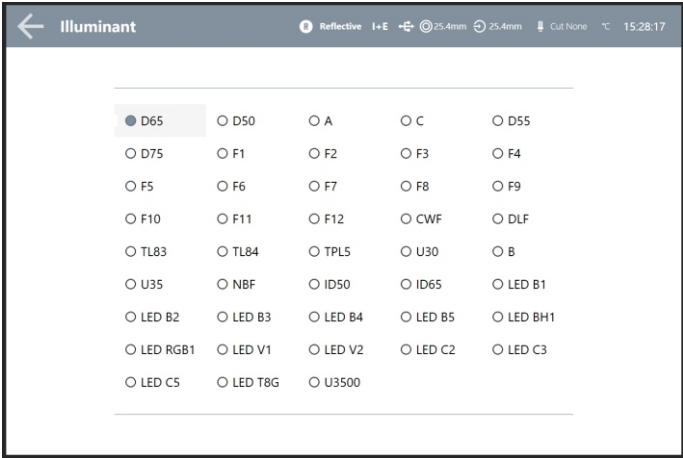 Illuminant Reflective I+E 25.4mm 25.4mm Cut None °C 15:28:17
D65 D50 A C D55
D75 F1 F2 F3 F4
F5 F6 F7 F8 F9
F10 F11 F12 CWF DLF
TL83 TL84 TPL5 U30 B
U35 NBF ID50 ID65 LED B1
LED B2 LED B3 LED B4 LED B5 LED BH1
LED RGB1 LED V1 LED V2 LED C2 LED C3
LED C5 LED T8G U3500